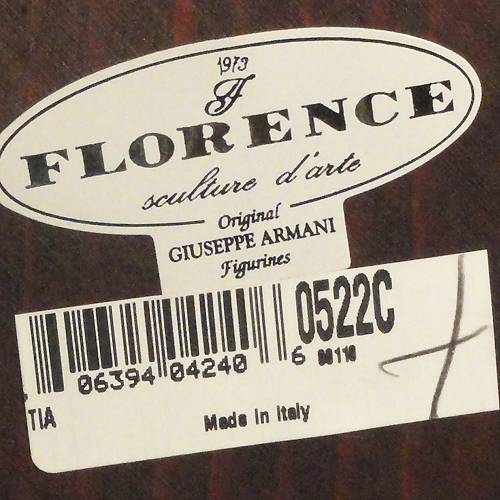 1973
F
FLORENCE
sculture d'arte
Original
GIUSEPPE ARMANI
Figurines
0522C
06394 04240 6
TIA
Made in Italy